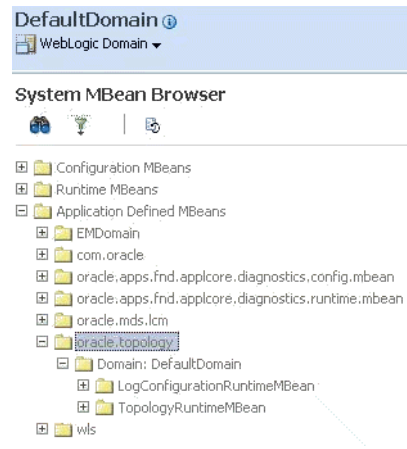 DefaultDomain
WebLogic Domain
System MBean Browser
Configuration MBeans
Runtime MBeans
Application Defined MBeans
EMDomain
com.oracle
oracle.apps.fnd.applcore.diagnostics.config.mbean
oracle.apps.fnd.applcore.diagnostics.runtime.mbean
oracle.mds.lcm
oracle.topology
Domain: DefaultDomain
LogConfigurationRuntimeMBean
TopologyRuntimeMBean
wls